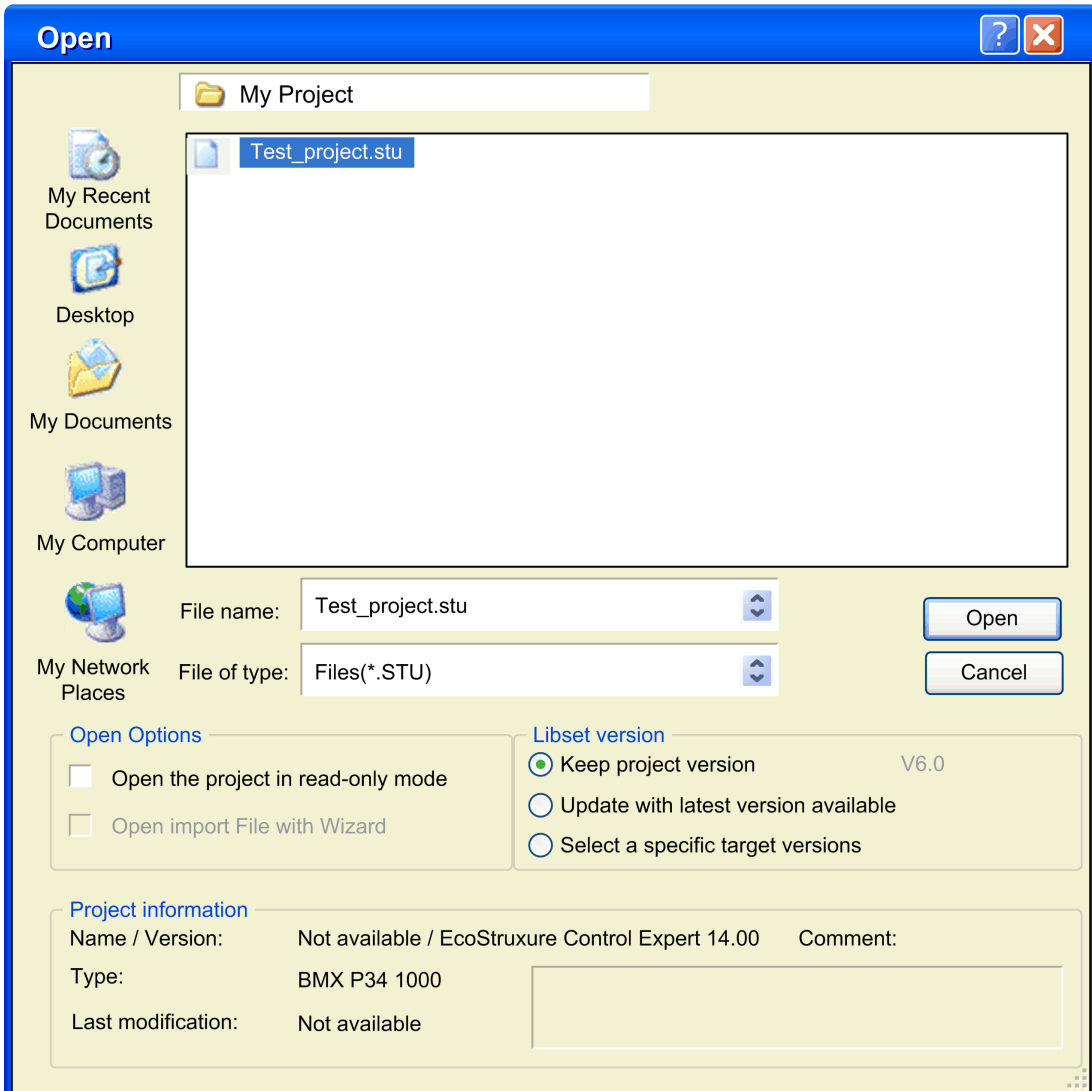 Open
?
My Project
Test_project.stu
My Recent
Documents
Desktop
My Documents
My Computer
My Network
Places
File name:
Test_project.stu
Open
File of type:
Files(*.STU)
Cancel
Open Options
Open the project in read-only mode
Open import File with Wizard
Libset version
Keep project version
V6.0
Update with latest version available
Select a specific target versions
Project information
Name / Version:
Not available / EcoStruxure Control Expert 14.00
Comment:
Type:
BMX P34 1000
Last modification:
Not available